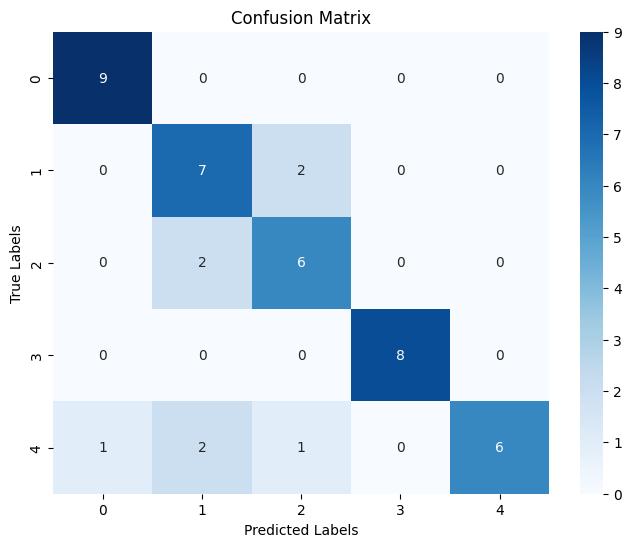 Confusion Matrix
0 9 0 0 0 0
1 0 7 2 0 0
2 0 2 6 0 0
3 0 0 0 8 0
4 1 2 1 0 6
0 1 2 3 4
True Labels
Predicted Labels
9
8
7
6
5
4
3
2
1
0